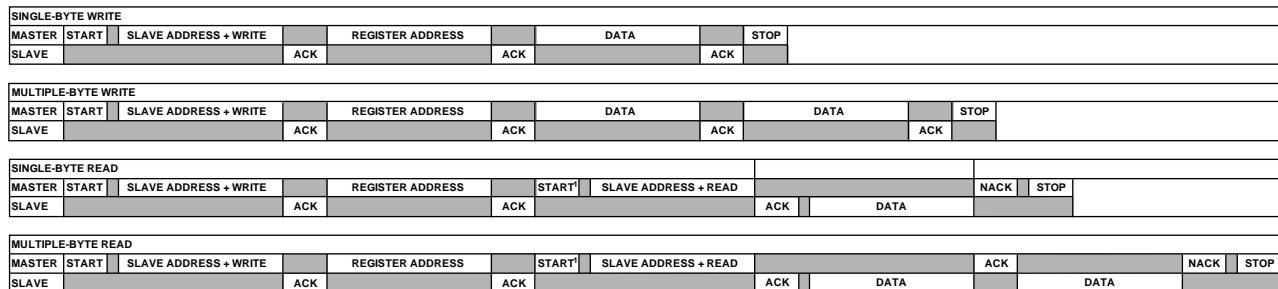 SINGLE-BYTE WRITE
MASTER START SLAVE ADDRESS + WRITE REGISTER ADDRESS DATA STOP
SLAVE ACK ACK ACK
MULTIPLE-BYTE WRITE
MASTER START SLAVE ADDRESS + WRITE REGISTER ADDRESS DATA DATA STOP
SLAVE ACK ACK ACK ACK
SINGLE-BYTE READ
MASTER START SLAVE ADDRESS + WRITE REGISTER ADDRESS START¹ SLAVE ADDRESS + READ NACK STOP
SLAVE ACK ACK ACK DATA
MULTIPLE-BYTE READ
MASTER START SLAVE ADDRESS + WRITE REGISTER ADDRESS START¹ SLAVE ADDRESS + READ ACK NACK STOP
SLAVE ACK ACK ACK DATA DATA